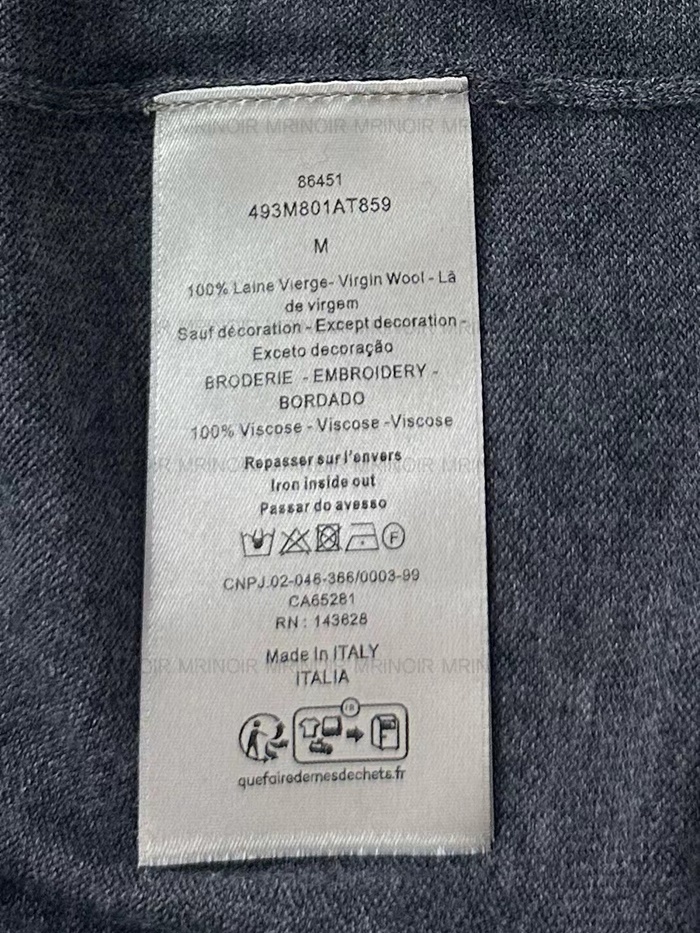 MRINOIR MRINOIR MRINOIR MR
86451
493M801AT859
M
100% Laine Vierge- Virgin Wool - Lã
de virgem
Sauf décoration - Except decoration -
Exceto decoração
BRODERIE - EMBROIDERY -
BORDADO
100% Viscose - Viscose -Viscose
Repasser sur l'envers
Iron inside out
Passar do avesso
F
CNPJ.02-046-366/0003-99
CA65281
RN : 143628
Made In ITALY
ITALIA
FR
quefairedemesdechets.fr